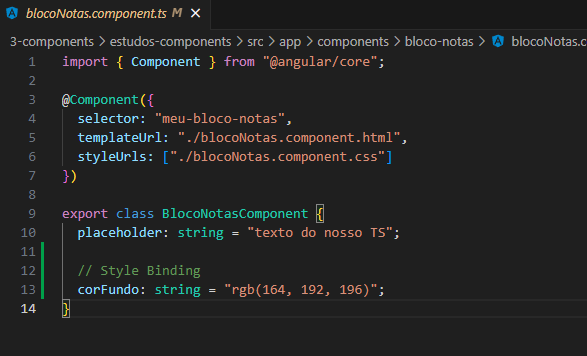 blocoNotas.component.ts M ×
3-components > estudos-components > src > app > components > bloco-notas > blocoNotas.c
1 import { Component } from "@angular/core";
2
3 @Component({
4   selector: "meu-bloco-notas",
5   templateUrl: "./blocoNotas.component.html",
6   styleUrls: ["./blocoNotas.component.css"]
7 })
8
9 export class BlocoNotasComponent {
10   placeholder: string = "texto do nosso TS";
11
12   // Style Binding
13   corFundo: string = "rgb(164, 192, 196)";
14 }